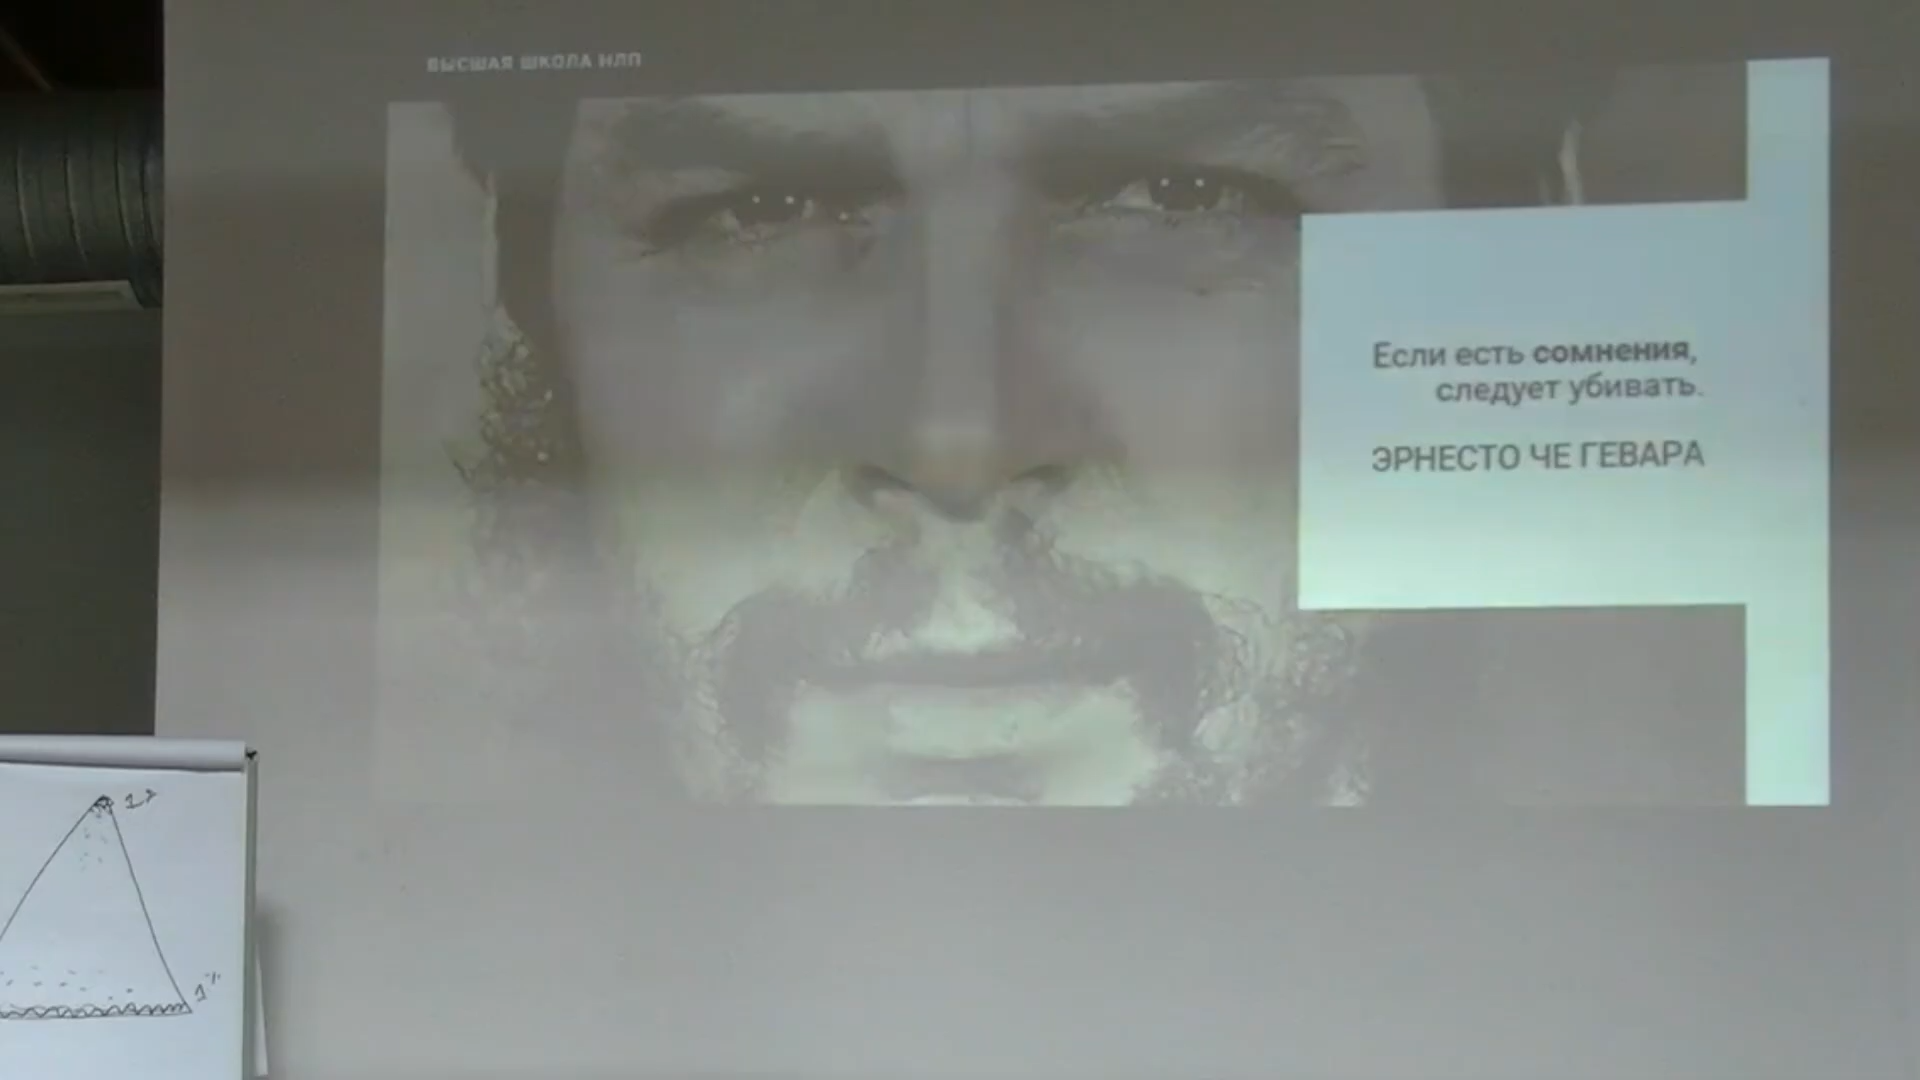 ВЫСШАЯ ШКОЛА НЛП
Если есть сомнения,
следует убивать.
ЭРНЕСТО ЧЕ ГЕВАРА